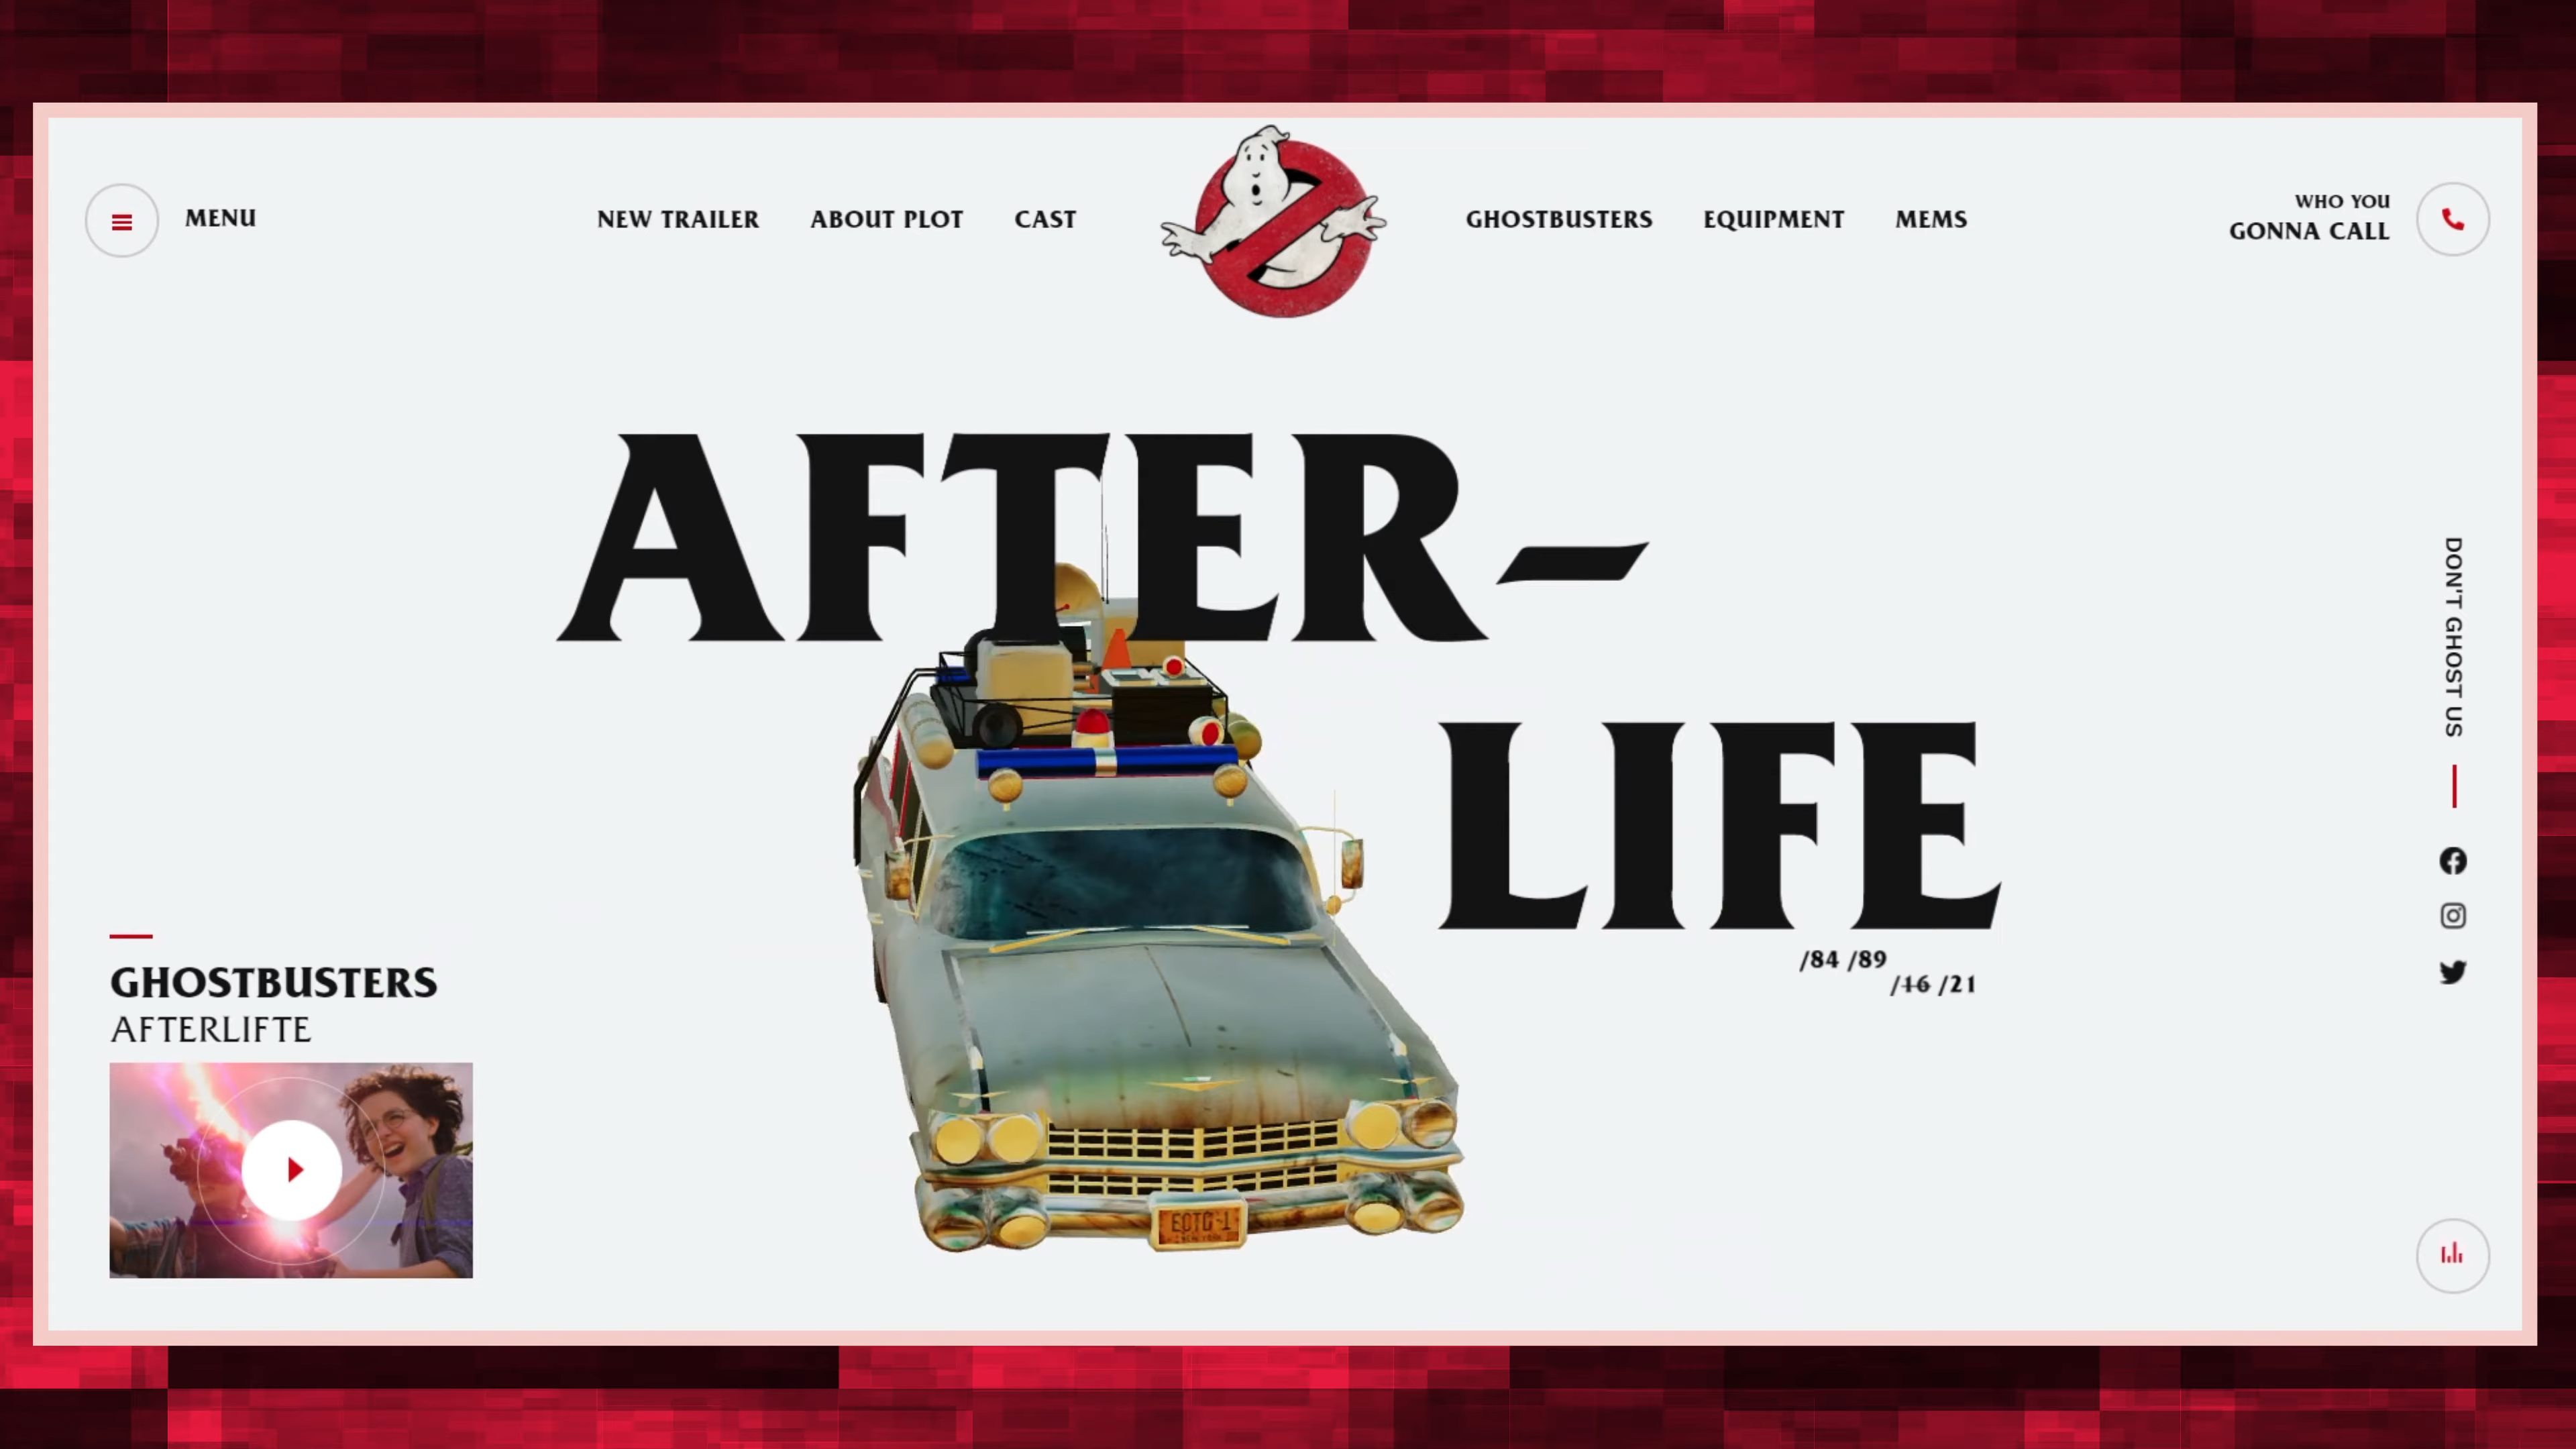 MENU
NEW TRAILER
ABOUT PLOT
CAST
GHOSTBUSTERS
EQUIPMENT
MEMS
WHO YOU
GONNA CALL
AFTER-
LIFE
/84 /89
/16 /21
DON'T GHOST US
GHOSTBUSTERS
AFTERLIFTE